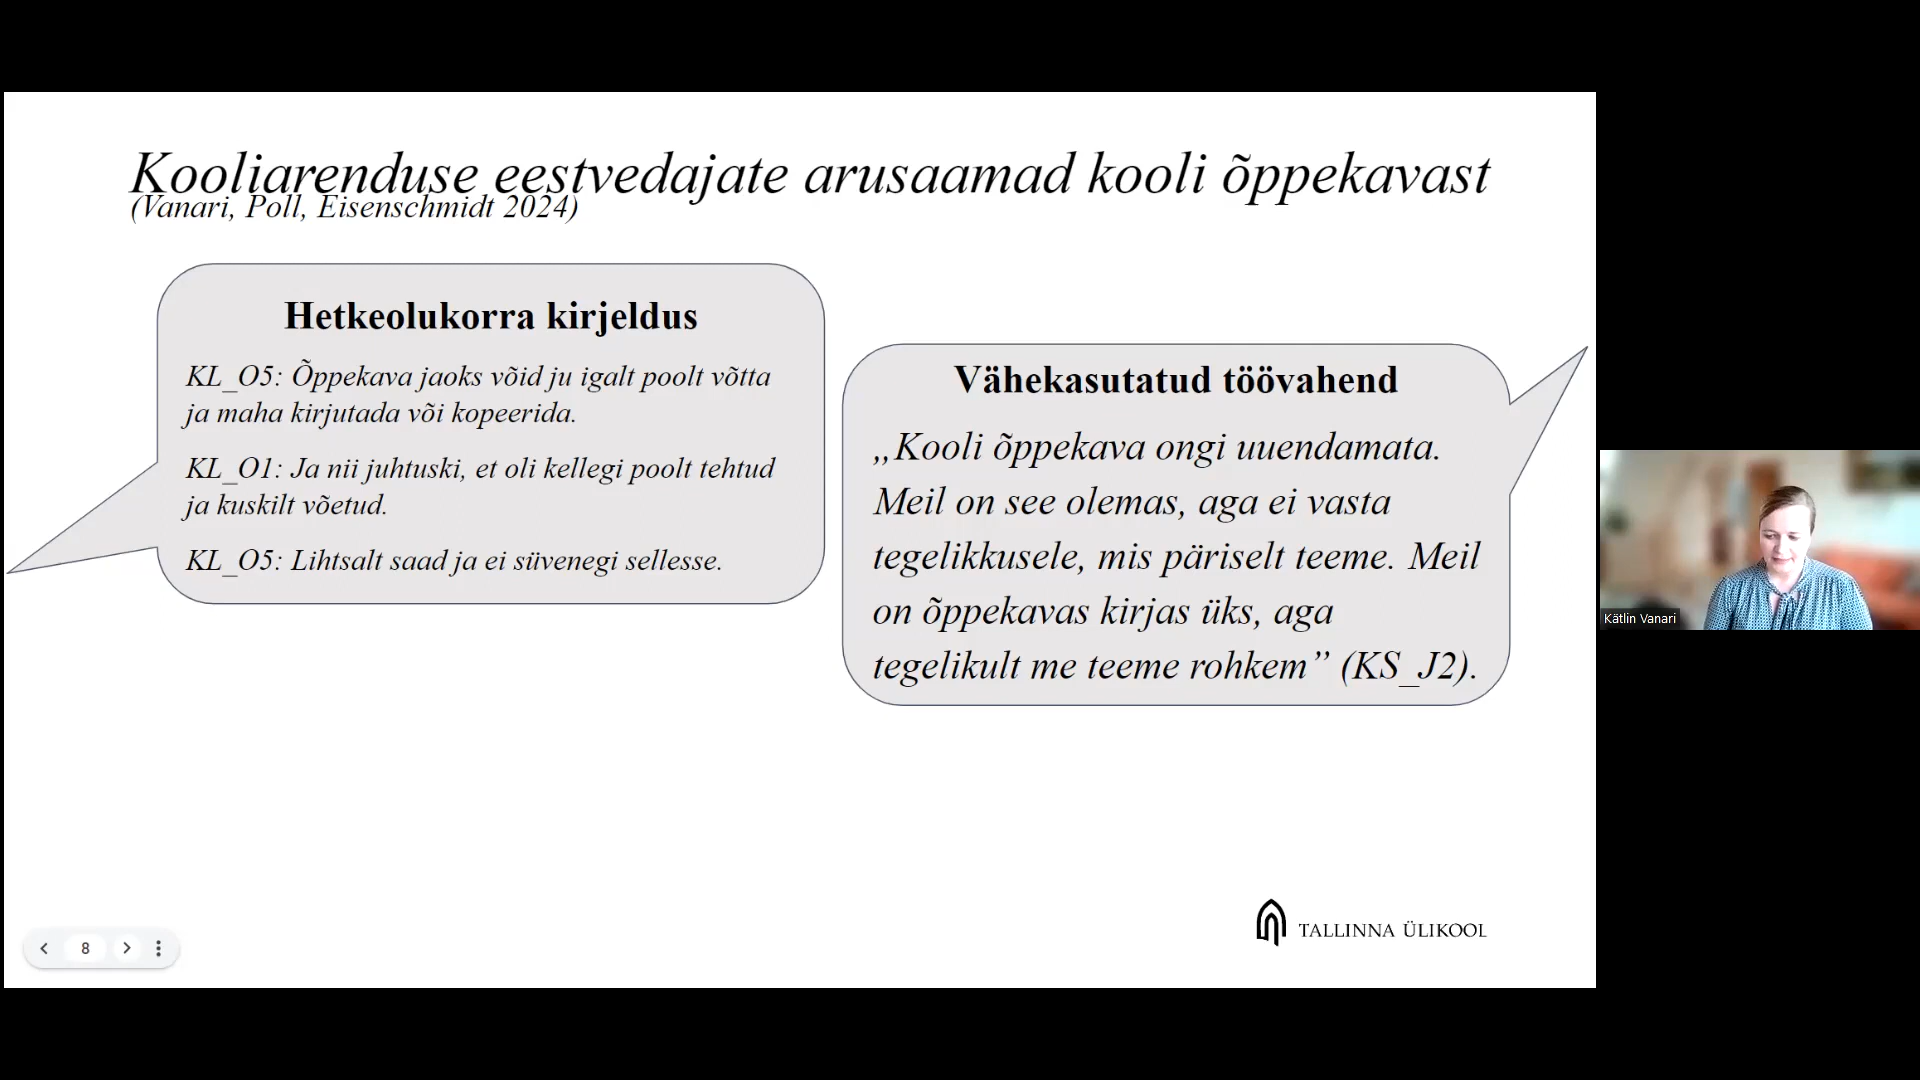 Kooliarenduse eestvedajate arusaamad kooli õppekavast
(Vanari, Poll, Eisenschmidt 2024)
Hetkeolukorra kirjeldus
KL_O5: Õppekava jaoks võid ju igalt poolt võtta
ja maha kirjutada või kopeerida.
KL_O1: Ja nii juhtuski, et oli kellegi poolt tehtud
ja kuskilt võetud.
KL_O5: Lihtsalt saad ja ei süvenegi sellesse.
Vähekasutatud töövahend
„Kooli õppekava ongi uuendamata.
Meil on see olemas, aga ei vasta
tegelikkusele, mis päriselt teeme. Meil
on õppekavas kirjas üks, aga
tegelikult me teeme rohkem” (KS_J2).
Kätlin Vanari
8
TALLINNA ÜLIKOOL